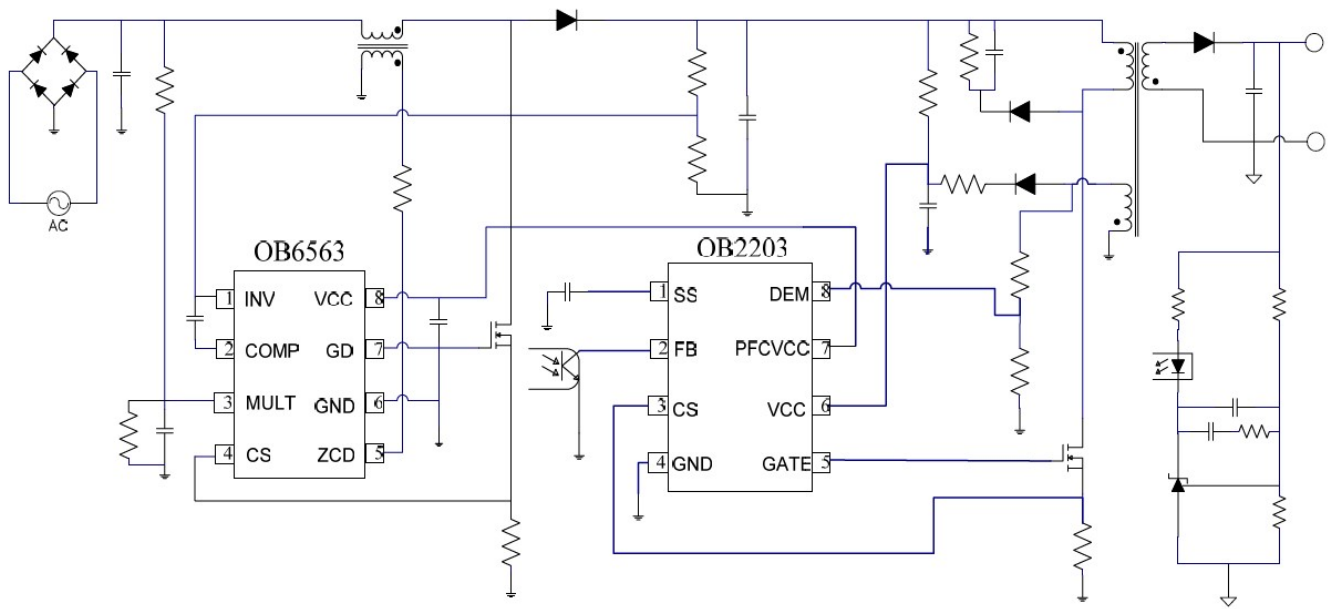 AC
OB6563
1 INV VCC 8
2 COMP GD 7
3 MULT GND 6
4 CS ZCD 5
OB2203
1 SS DEM 8
2 FB PFCVCC 7
3 CS VCC 6
4 GND GATE 5